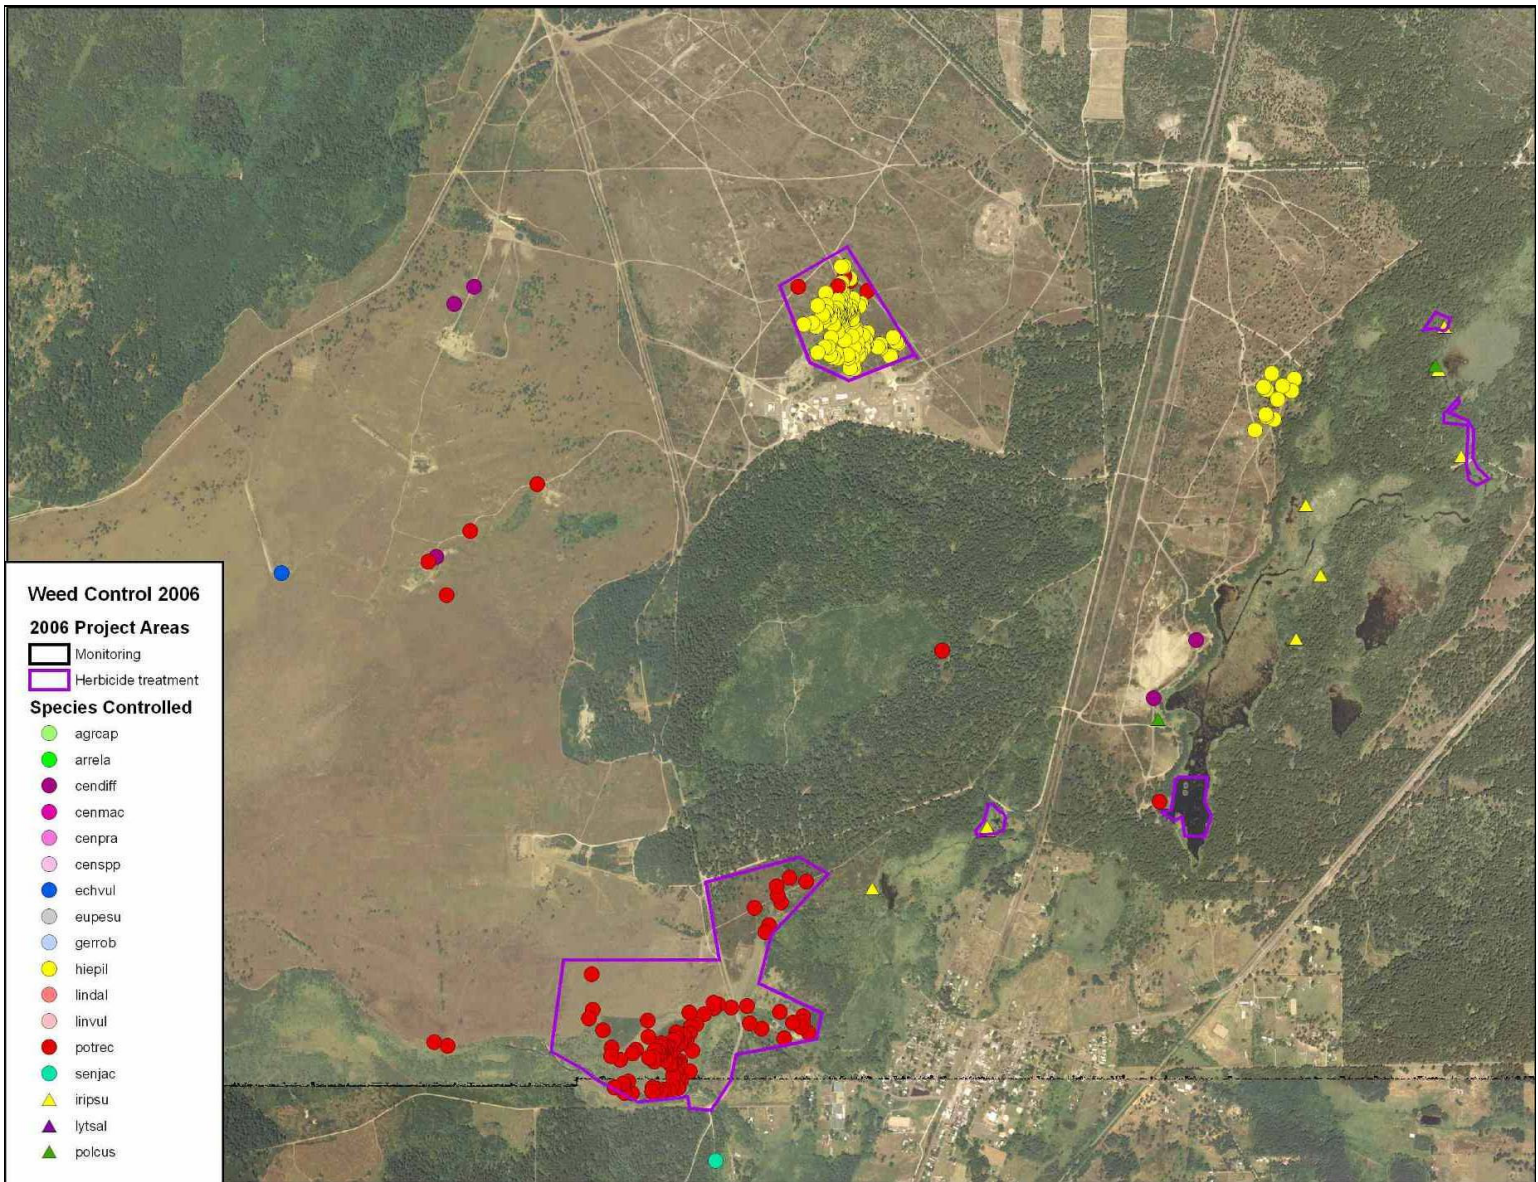 Weed Control 2006
2006 Project Areas
Monitoring
Herbicide treatment
Species Controlled
agrcap
arrela
cendiff
cenmac
cenpra
censpp
echvul
eupesu
gerrob
hiepil
lindal
linvul
potrec
senjac
iripsu
lytsal
polcus